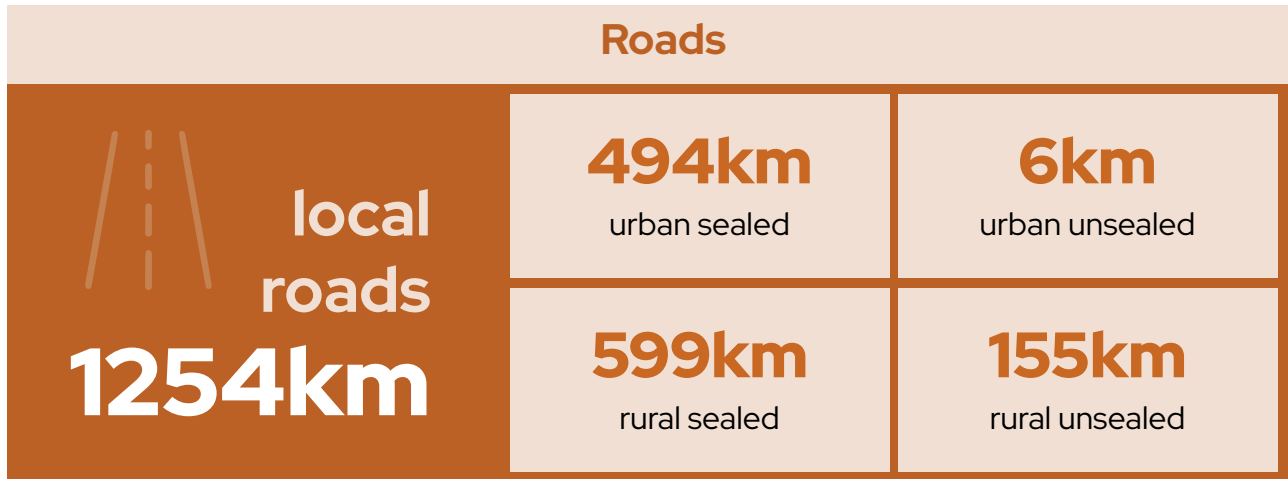 Roads
local
roads
1254km
494km
urban sealed
6km
urban unsealed
599km
rural sealed
155km
rural unsealed